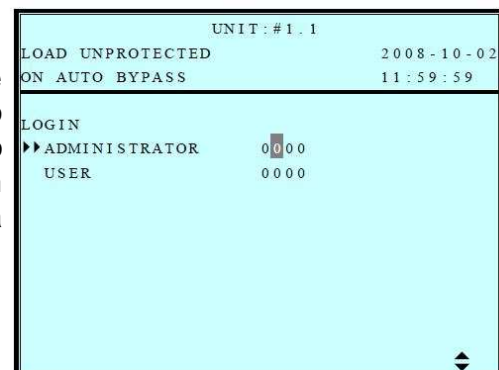 UNIT:#1.1
LOAD UNPROTECTED 2008-10-02
ON AUTO BYPASS 11:59:59
LOGIN
ADMINISTRATOR 0000
USER 0000